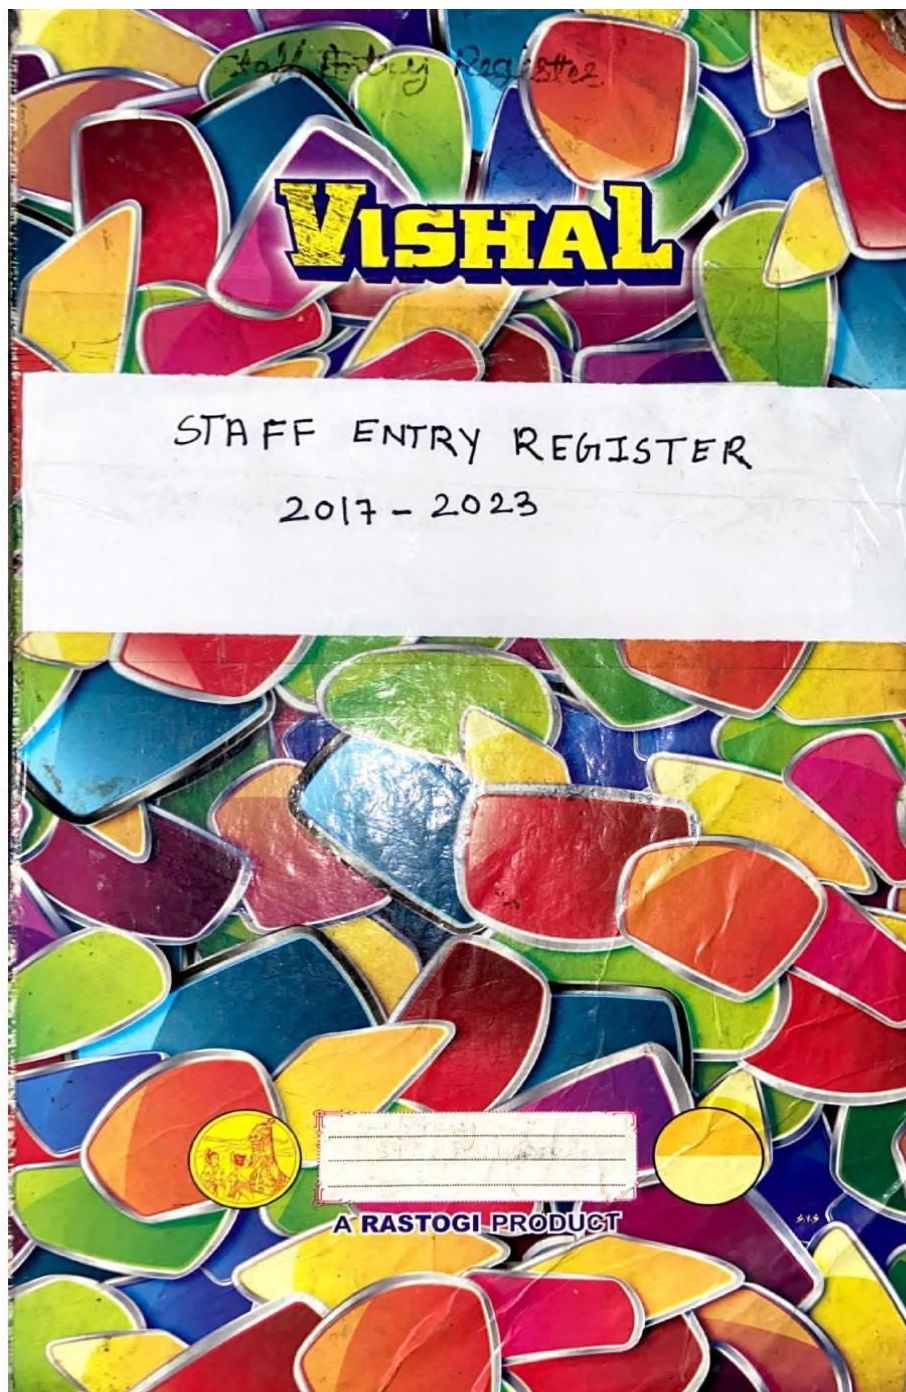 Staff Entry Register
VISHAL
STAFF ENTRY REGISTER
2017-2023
A RASTOGI PRODUCT
S.Y.S